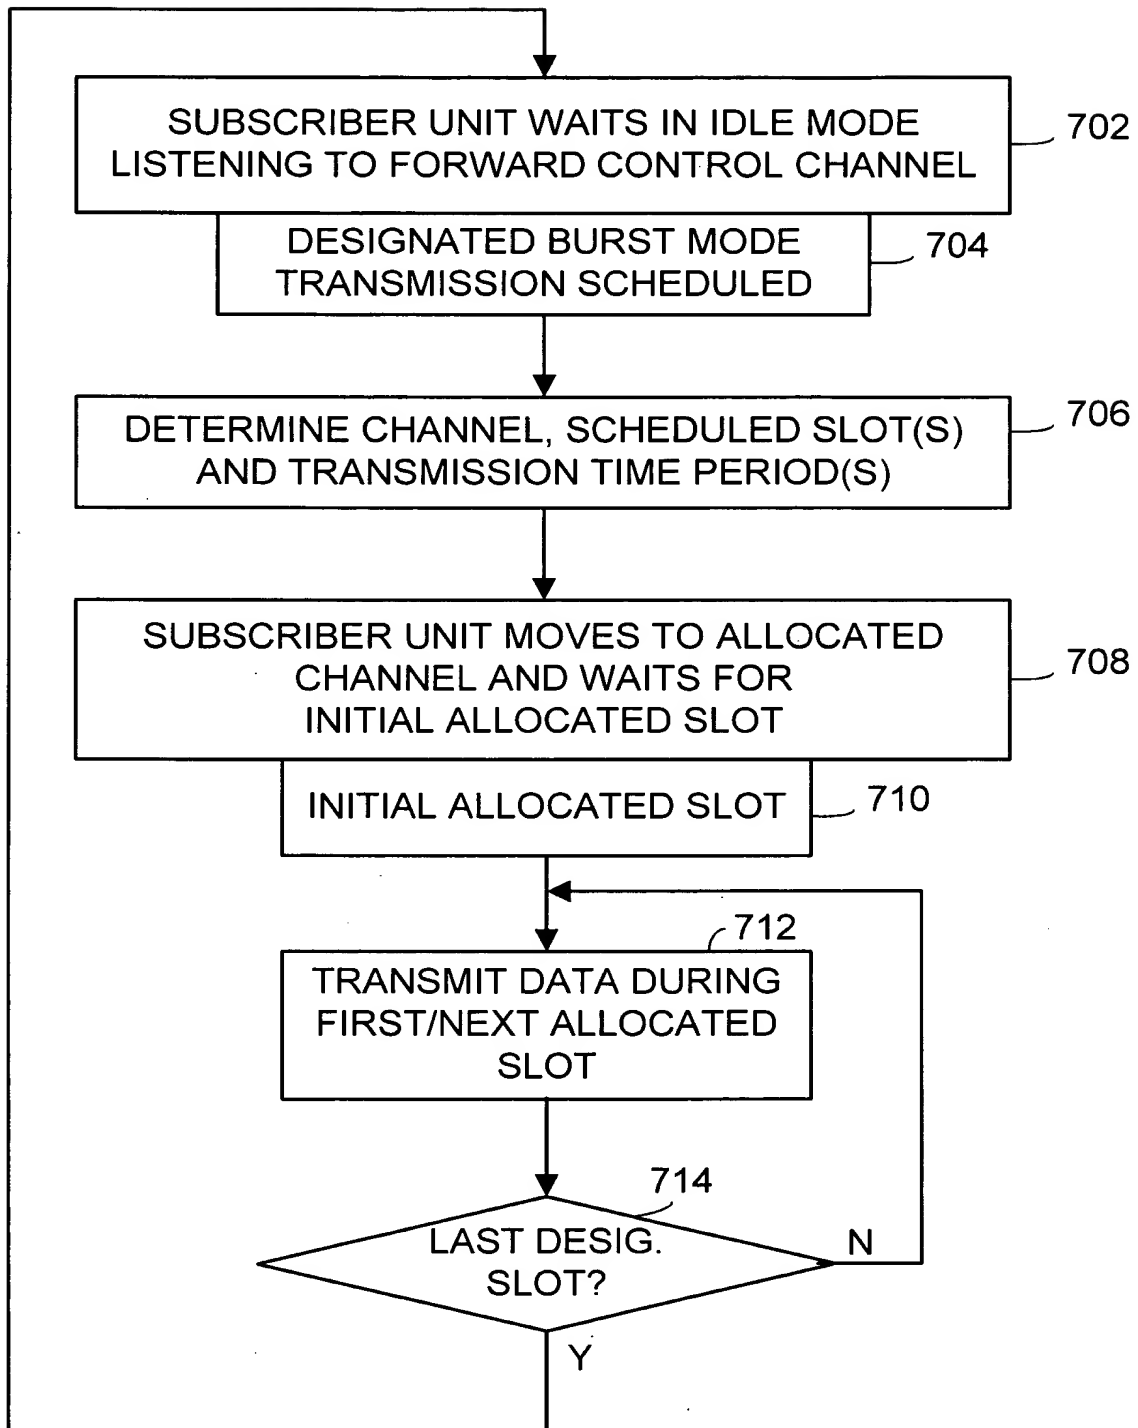 SUBSCRIBER UNIT WAITS IN IDLE MODE
LISTENING TO FORWARD CONTROL CHANNEL
702
DESIGNATED BURST MODE
TRANSMISSION SCHEDULED
704
DETERMINE CHANNEL, SCHEDULED SLOT(S)
AND TRANSMISSION TIME PERIOD(S)
706
SUBSCRIBER UNIT MOVES TO ALLOCATED
CHANNEL AND WAITS FOR
INITIAL ALLOCATED SLOT
708
INITIAL ALLOCATED SLOT
710
712
TRANSMIT DATA DURING
FIRST/NEXT ALLOCATED
SLOT
714
LAST DESIG.
SLOT?
N
Y